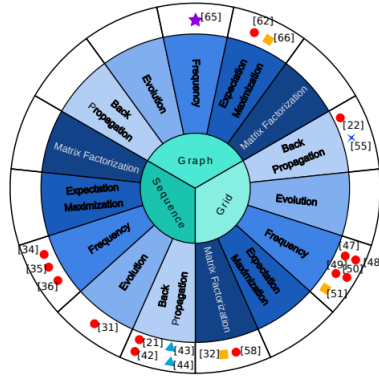 [65]
[62]
[66]
Frequency
Expectation
Maximization
Matrix Factorization
[22]
[55]
Back
Propagation
Evolution
Frequency
[47]
[48]
[49]
[50]
[51]
Expectation
Maximization
Matrix Factorization
[32]
[58]
Back
Propagation
[21]
[42]
[43]
[44]
Evolution
[31]
Frequency
[34]
[35]
[36]
Expectation
Maximization
Matrix Factorization
Back
Propagation
Evolution
Graph
Sequence
Grid